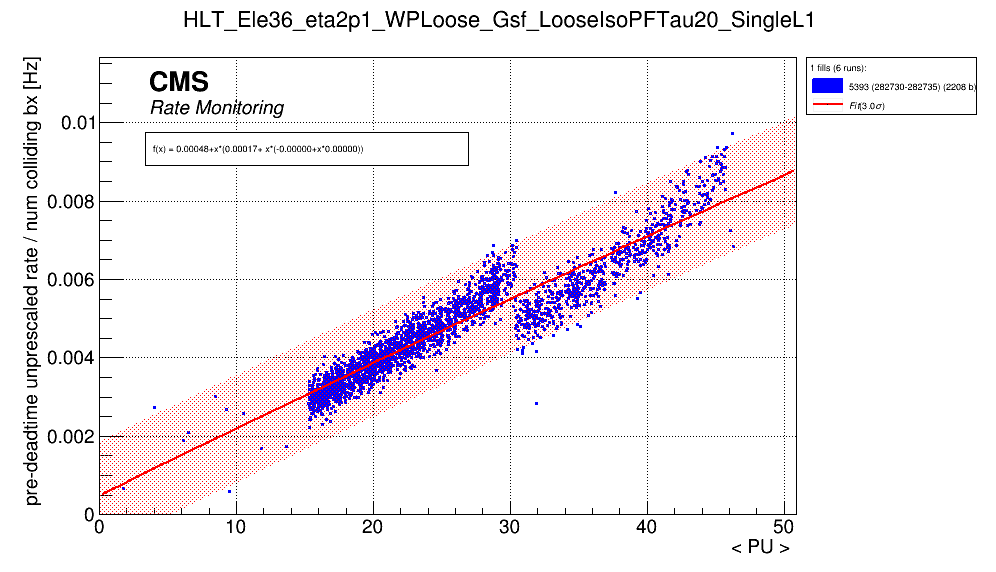 HLT_Ele36_eta2p1_WPLoose_Gsf_LooseIsoPFTau20_SingleL1
pre-deadtime unprescaled rate / num colliding bx [Hz]
CMS
Rate Monitoring
f(x) = 0.00048+x*(0.00017+ x*(-0.00000+x*0.00000))
1 fills (6 runs):
5393 (282730-282735) (2208 b)
Fit(3.0σ)
0.01
0.008
0.006
0.004
0.002
0
0 10 20 30 40 50
< PU >